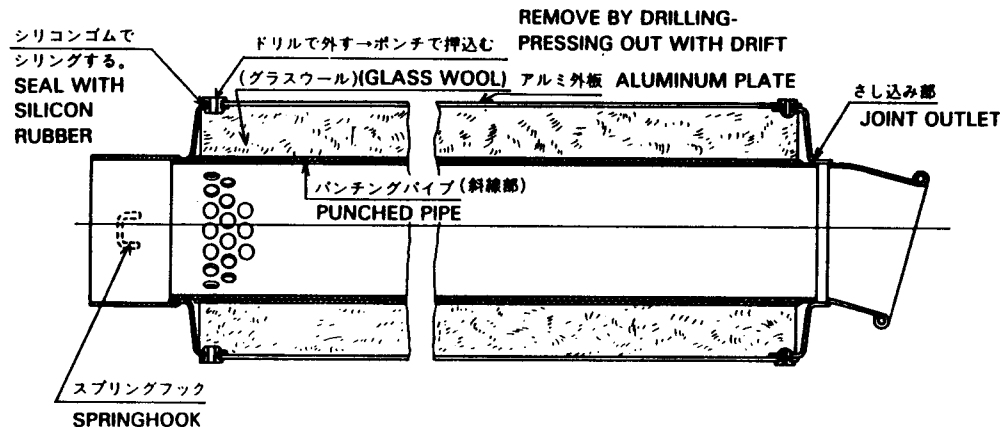 シリコンゴムで
シリングする。
SEAL WITH
SILICON
RUBBER
ドリルで外す→ポンチで押込む
REMOVE BY DRILLING-
PRESSING OUT WITH DRIFT
(グラスウール)(GLASS WOOL)
アルミ外板 ALUMINUM PLATE
さし込み部
JOINT OUTLET
パンチングパイプ(斜線部)
PUNCHED PIPE
スプリングフック
SPRINGHOOK